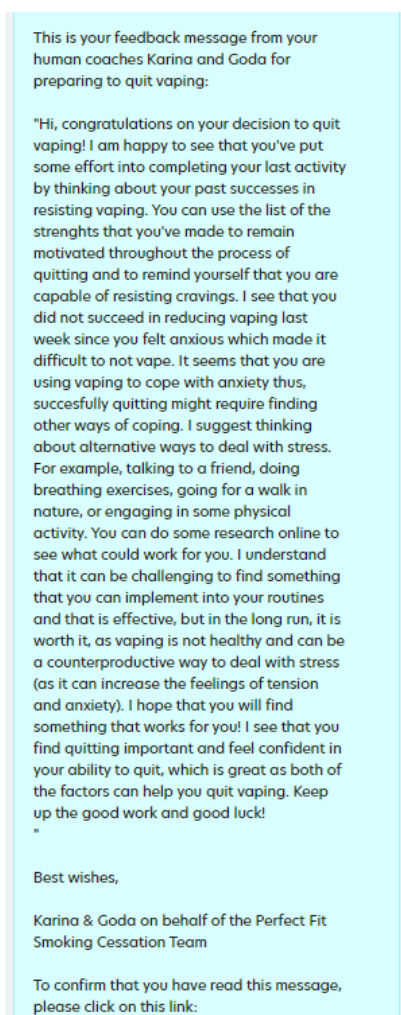 This is your feedback message from your
human coaches Karina and Goda for
preparing to quit vaping:
"Hi, congratulations on your decision to quit
vaping! I am happy to see that you've put
some effort into completing your last activity
by thinking about your past successes in
resisting vaping. You can use the list of the
strenghts that you've made to remain
motivated throughout the process of
quitting and to remind yourself that you are
capable of resisting cravings. I see that you
did not succeed in reducing vaping last
week since you felt anxious which made it
difficult to not vape. It seems that you are
using vaping to cope with anxiety thus,
succesfully quitting might require finding
other ways of coping. I suggest thinking
about alternative ways to deal with stress.
For example, talking to a friend, doing
breathing exercises, going for a walk in
nature, or engaging in some physical
activity. You can do some research online to
see what could work for you. I understand
that it can be challenging to find something
that you can implement into your routines
and that is effective, but in the long run, it is
worth it, as vaping is not healthy and can be
a counterproductive way to deal with stress
(as it can increase the feelings of tension
and anxiety). I hope that you will find
something that works for you! I see that you
find quitting important and feel confident in
your ability to quit, which is great as both of
the factors can help you quit vaping. Keep
up the good work and good luck!
"
Best wishes,
Karina & Goda on behalf of the Perfect Fit
Smoking Cessation Team
To confirm that you have read this message,
please click on this link: